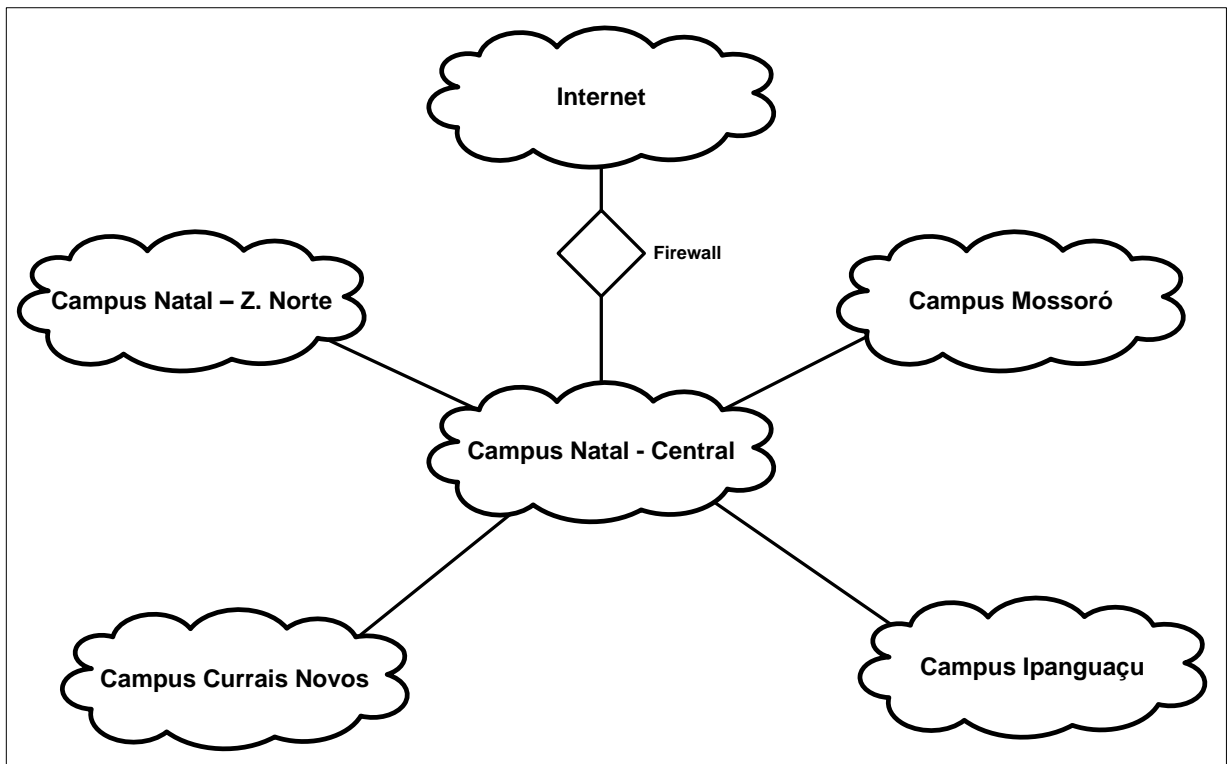 Internet
Firewall
Campus Natal – Z. Norte
Campus Mossoró
Campus Natal - Central
Campus Currais Novos
Campus Ipanguaçu